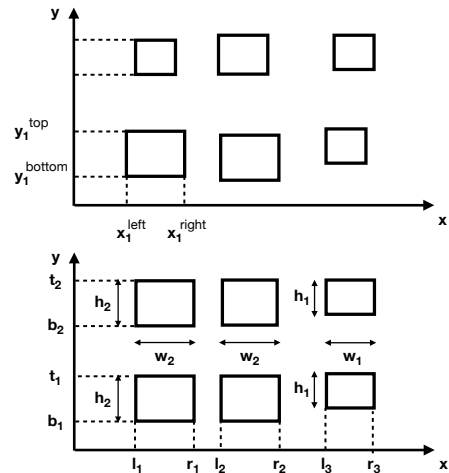 y
y₁ᵗᵒᵖ
y₁ᵇᵒᵗᵗᵒᵐ
x₁ˡᵉᶠᵗ x₁ʳⁱᵍʰᵗ
x
y
t₂
h₂ h₁
b₂
w₂ w₂ w₁
t₁
h₂ h₁
b₁
l₁ r₁ l₂ r₂ l₃ r₃
x